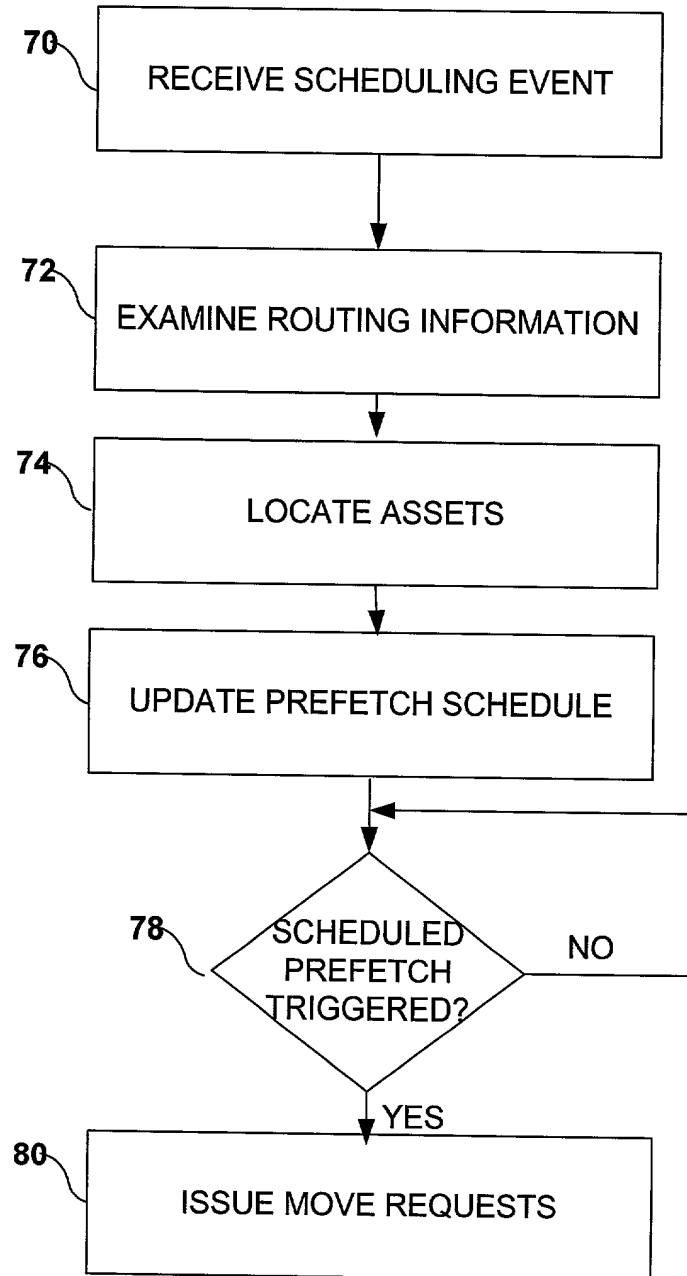 70
RECEIVE SCHEDULING EVENT
72
EXAMINE ROUTING INFORMATION
74
LOCATE ASSETS
76
UPDATE PREFETCH SCHEDULE
78
SCHEDULED
PREFETCH
TRIGGERED?
NO
YES
80
ISSUE MOVE REQUESTS